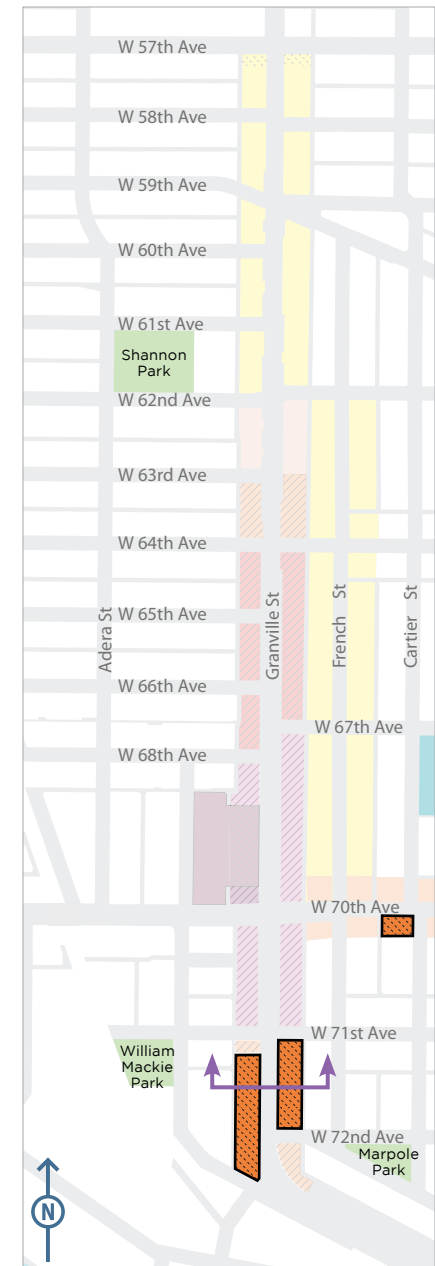 W 57th Ave
W 58th Ave
W 59th Ave
W 60th Ave
W 61st Ave
Shannon
Park
W 62nd Ave
W 63rd Ave
W 64th Ave
Adera St
W 65th Ave
Granville St
French St
Cartier St
W 66th Ave
W 67th Ave
W 68th Ave
W 70th Ave
W 71st Ave
William
Mackie
Park
W 72nd Ave
Marpole
Park
N